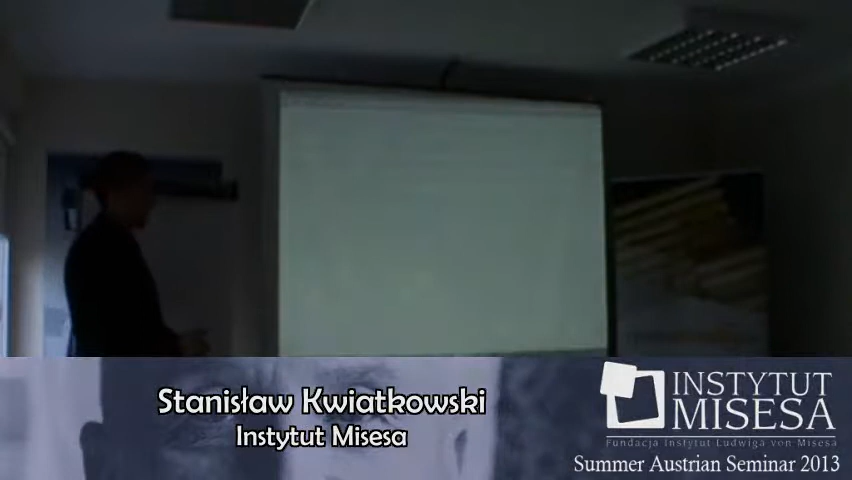 Stanisław Kwiatkowski
Instytut Misesa
INSTYTUT
MISESA
Fundacja Instytut Ludwiga von Misesa
Summer Austrian Seminar 2013